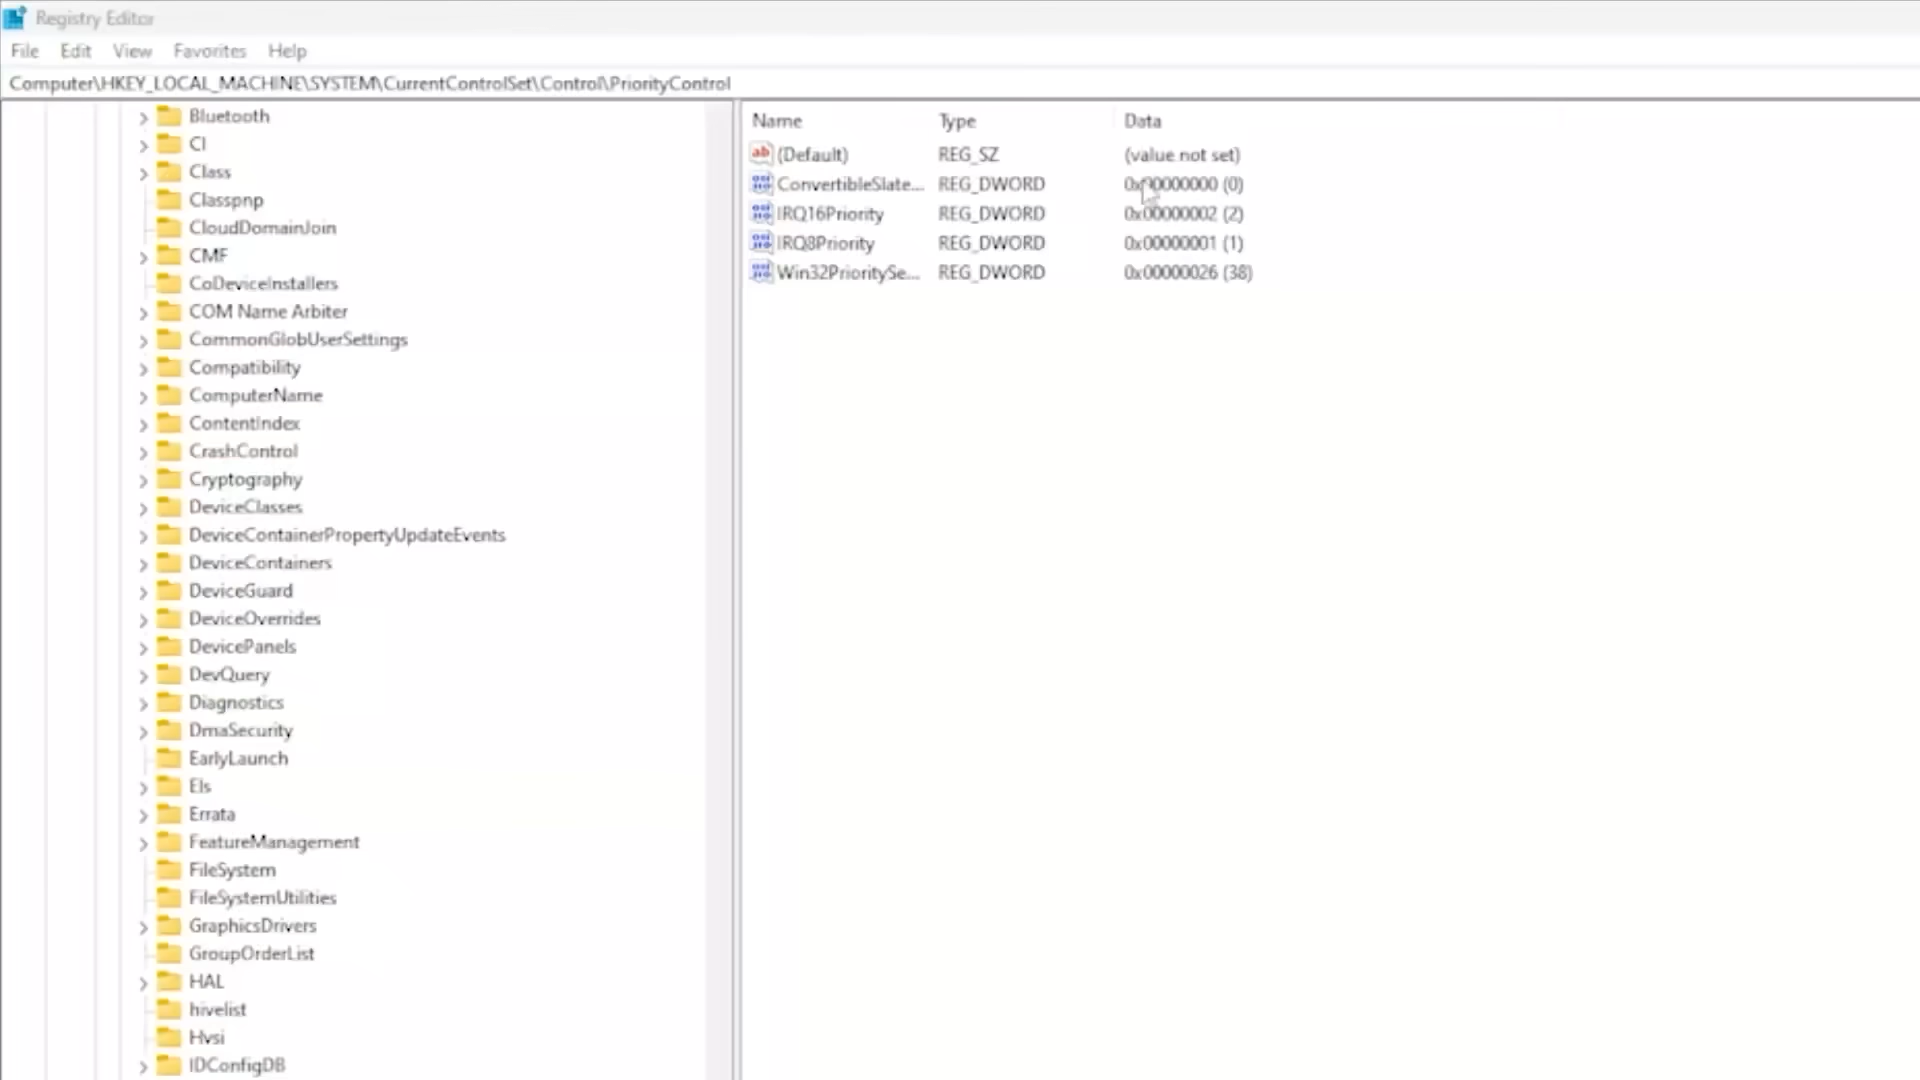 Registry Editor
File Edit View Favorites Help
Computer\HKEY_LOCAL_MACHINE\SYSTEM\CurrentControlSet\Control\PriorityControl
Bluetooth
CI
Class
Classpnp
CloudDomainJoin
CMF
CoDeviceInstallers
COM Name Arbiter
CommonGlobUserSettings
Compatibility
ComputerName
ContentIndex
CrashControl
Cryptography
DeviceClasses
DeviceContainerPropertyUpdateEvents
DeviceContainers
DeviceGuard
DeviceOverrides
DevicePanels
DevQuery
Diagnostics
DmaSecurity
EarlyLaunch
Els
Errata
FeatureManagement
FileSystem
FileSystemUtilities
GraphicsDrivers
GroupOrderList
HAL
hivelist
Hvsi
IDConfigDB
Name Type Data
(Default) REG_SZ (value not set)
ConvertibleSlate... REG_DWORD 0x00000000 (0)
IRQ16Priority REG_DWORD 0x00000002 (2)
IRQ8Priority REG_DWORD 0x00000001 (1)
Win32PrioritySe... REG_DWORD 0x00000026 (38)